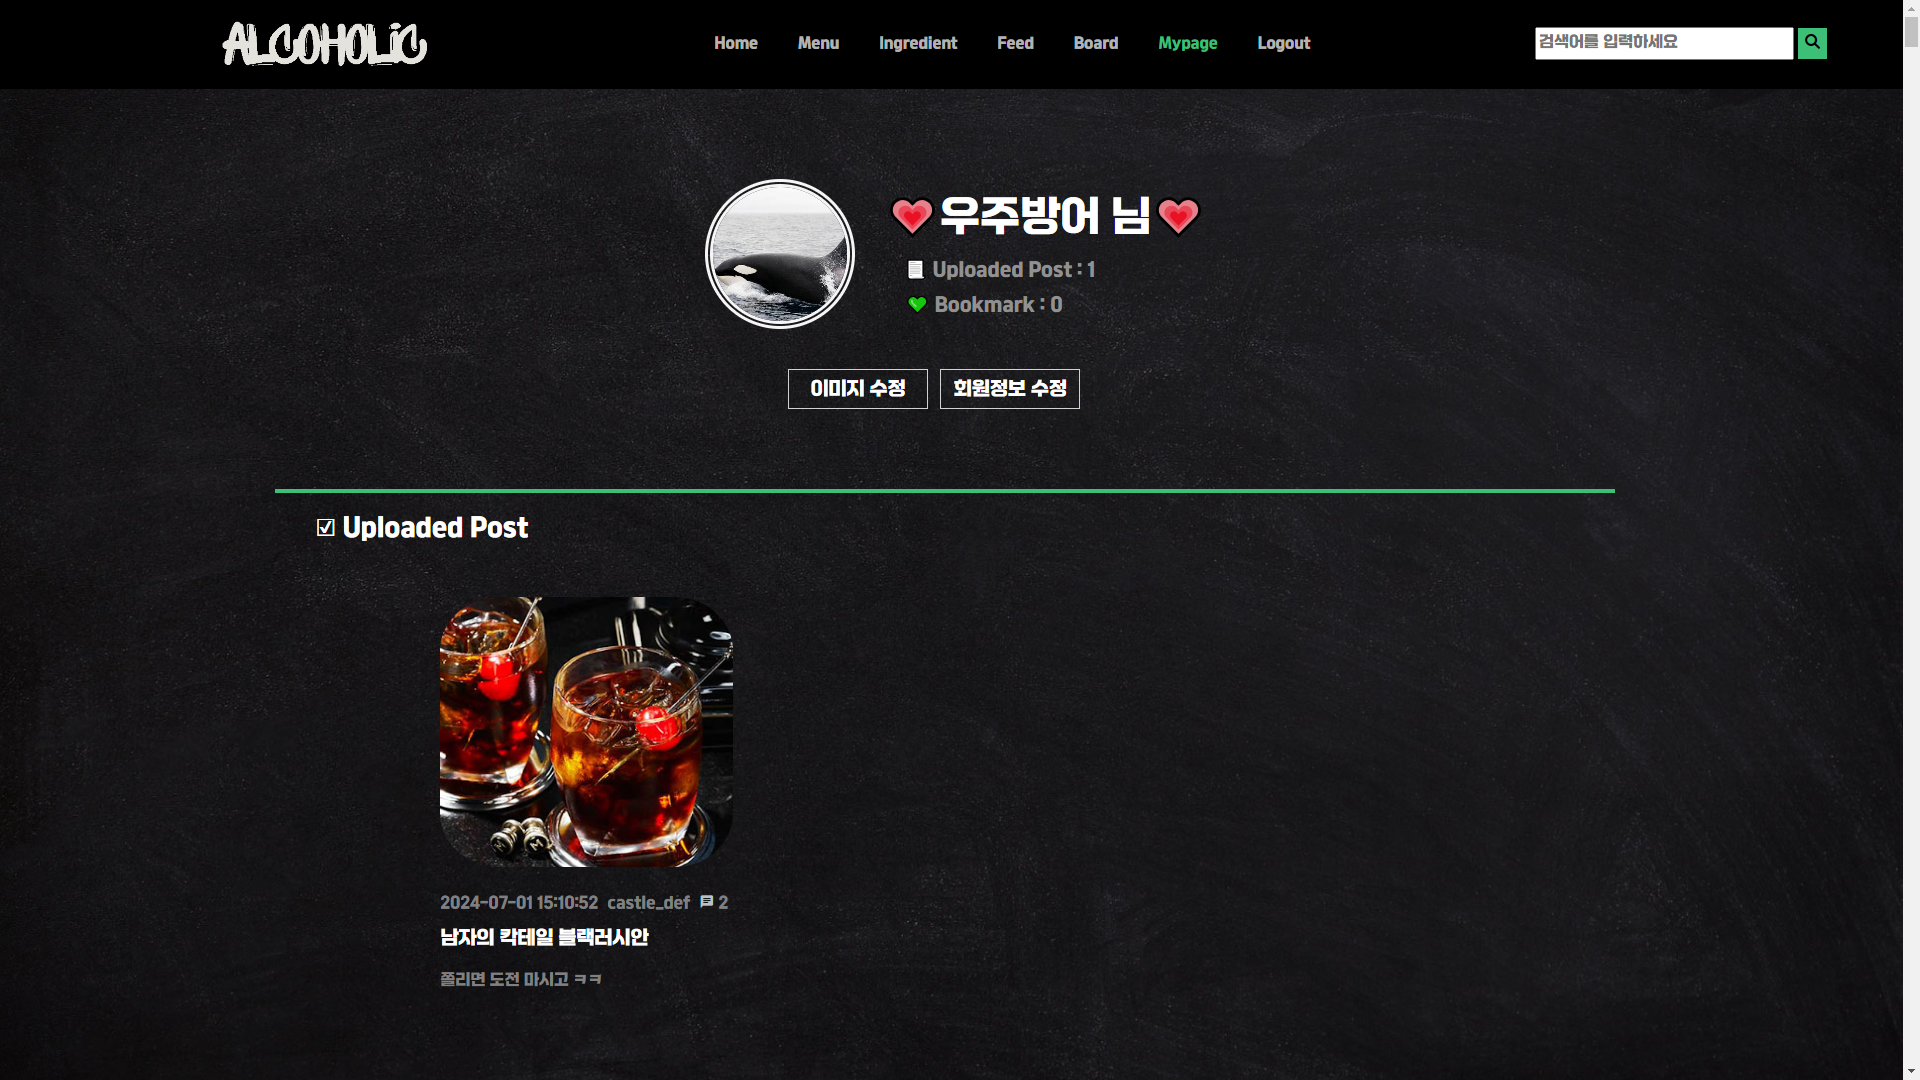 ALCOHOLiC
Home Menu Ingredient Feed Board Mypage Logout
검색어를 입력하세요
우주방어 님
Uploaded Post : 1
Bookmark : 0
이미지 수정 회원정보 수정
Uploaded Post
2024-07-01 15:10:52 castle_def 2
남자의 칵테일 블랙러시안
쫄리면 도전 마시고 ㅋㅋ